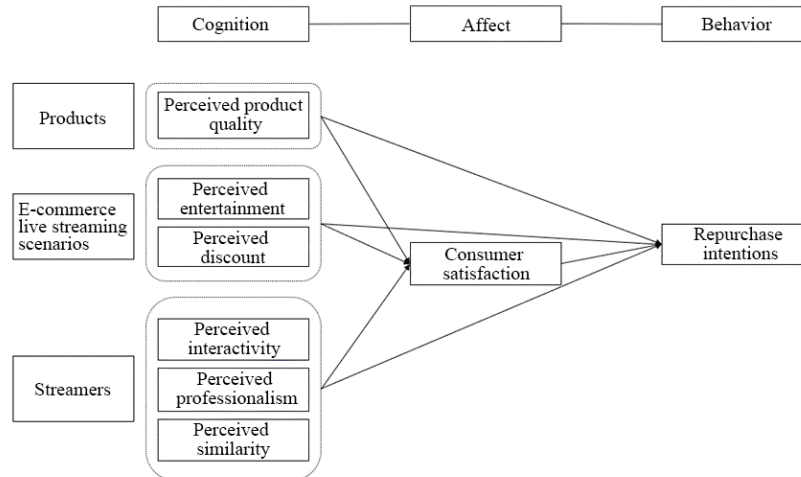 Cognition
Affect
Behavior
Products
Perceived product
quality
E-commerce
live streaming
scenarios
Perceived
entertainment
Perceived
discount
Consumer
satisfaction
Repurchase
intentions
Streamers
Perceived
interactivity
Perceived
professionalism
Perceived
similarity